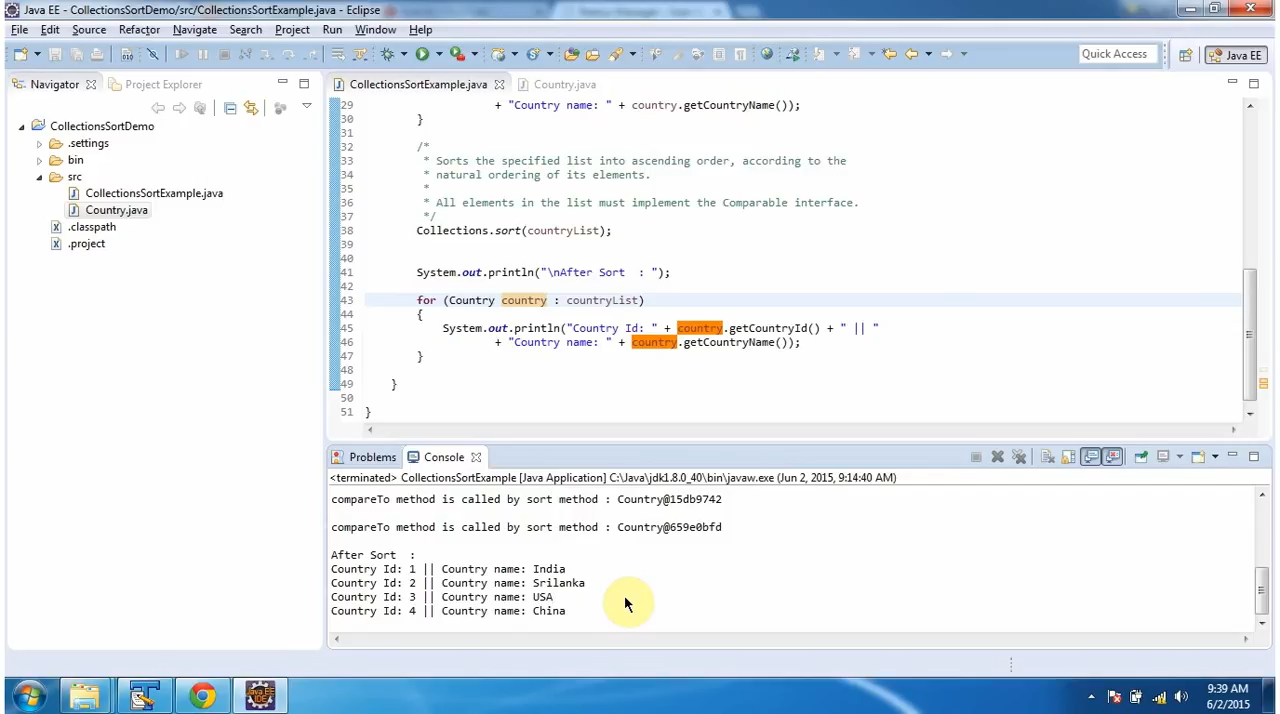 Java EE - CollectionsSortDemo/src/CollectionsSortExample.java - Eclipse
File Edit Source Refactor Navigate Search Project Run Window Help
Quick Access Java EE
Navigator Project Explorer
CollectionsSortExample.java Country.java
CollectionsSortDemo
.settings
bin
src
CollectionsSortExample.java
Country.java
.classpath
.project
29 + "Country name: " + country.getCountryName());
30 }
31
32 /*
33 * Sorts the specified list into ascending order, according to the
34 * natural ordering of its elements.
35 *
36 * All elements in the list must implement the Comparable interface.
37 */
38 Collections.sort(countryList);
39
40
41 System.out.println("\nAfter Sort  : ");
42
43 for (Country country : countryList)
44 {
45 System.out.println("Country Id: " + country.getCountryId() + " || "
46 + "Country name: " + country.getCountryName());
47 }
48
49 }
50
51 }
Problems Console
<terminated> CollectionsSortExample [Java Application] C:\Java\jdk1.8.0_40\bin\javaw.exe (Jun 2, 2015, 9:14:40 AM)
compareTo method is called by sort method : Country@15db9742
compareTo method is called by sort method : Country@659e0bfd
After Sort  :
Country Id: 1 || Country name: India
Country Id: 2 || Country name: Srilanka
Country Id: 3 || Country name: USA
Country Id: 4 || Country name: China
Java EE
IDE
9:39 AM
6/2/2015